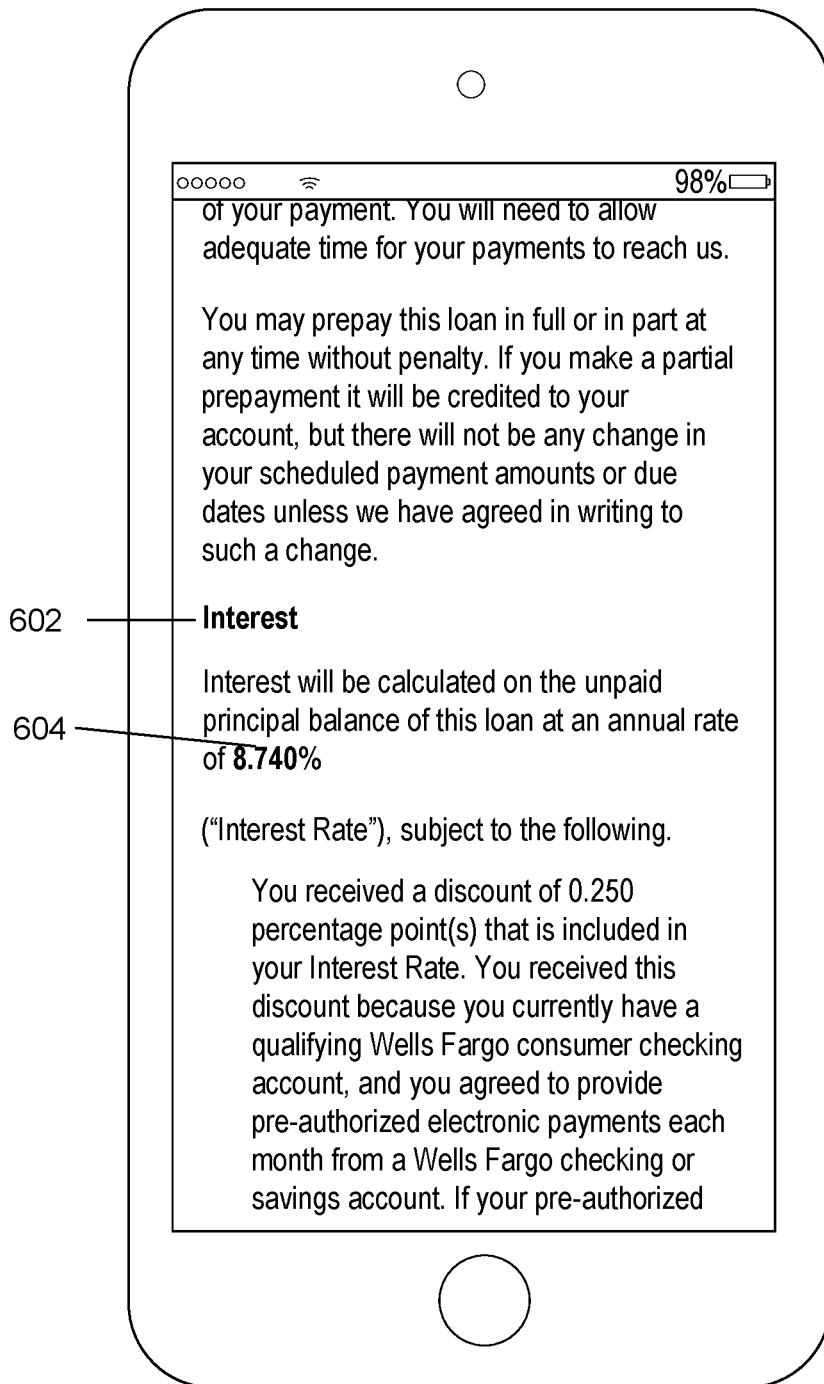 98%
of your payment. You will need to allow
adequate time for your payments to reach us.
You may prepay this loan in full or in part at
any time without penalty. If you make a partial
prepayment it will be credited to your
account, but there will not be any change in
your scheduled payment amounts or due
dates unless we have agreed in writing to
such a change.
602
Interest
Interest will be calculated on the unpaid
principal balance of this loan at an annual rate
604
of 8.740%
(“Interest Rate”), subject to the following.
You received a discount of 0.250
percentage point(s) that is included in
your Interest Rate. You received this
discount because you currently have a
qualifying Wells Fargo consumer checking
account, and you agreed to provide
pre-authorized electronic payments each
month from a Wells Fargo checking or
savings account. If your pre-authorized